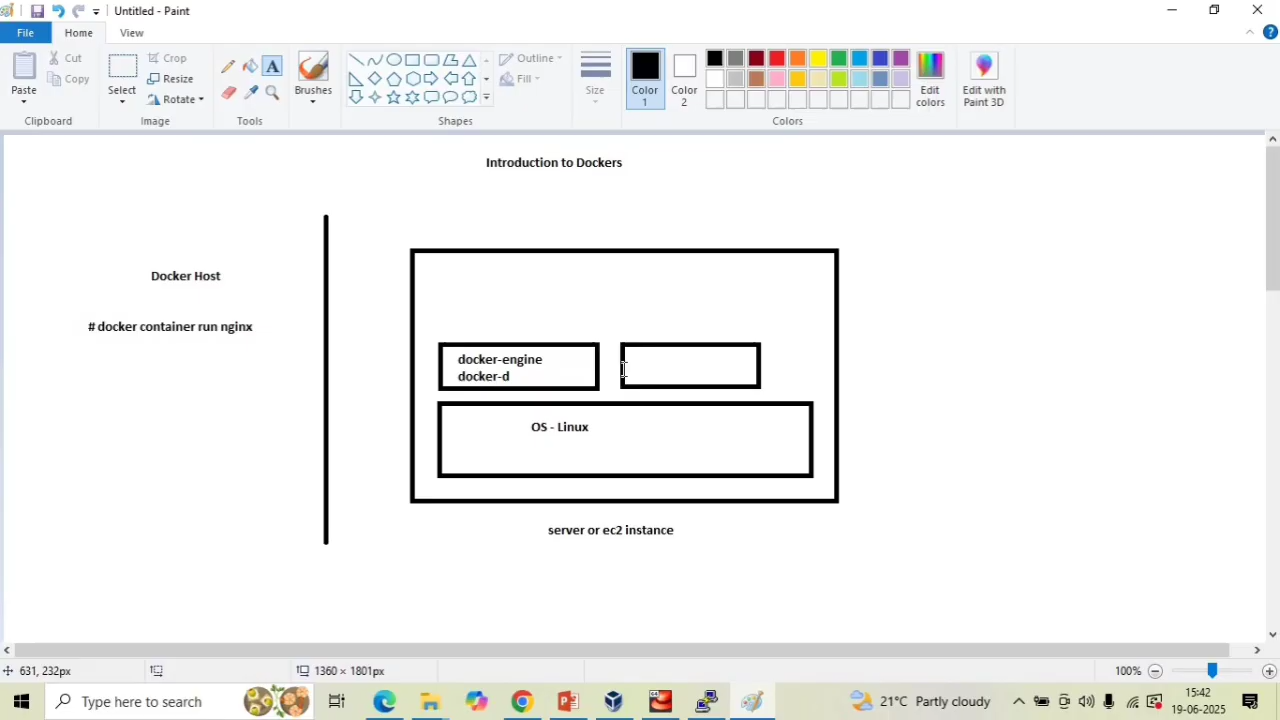 Untitled - Paint
File
Home
View
Paste
Cut
Copy
Clipboard
Select
Crop
Resize
Rotate
Image
Tools
Brushes
Shapes
Outline
Fill
Size
Color 1
Color 2
Edit colors
Colors
Edit with Paint 3D
Introduction to Dockers
Docker Host
# docker container run nginx
docker-engine
docker-d
OS - Linux
server or ec2 instance
631, 232px
1360 × 1801px
100%
Type here to search
21°C Partly cloudy
15:42
19-06-2025